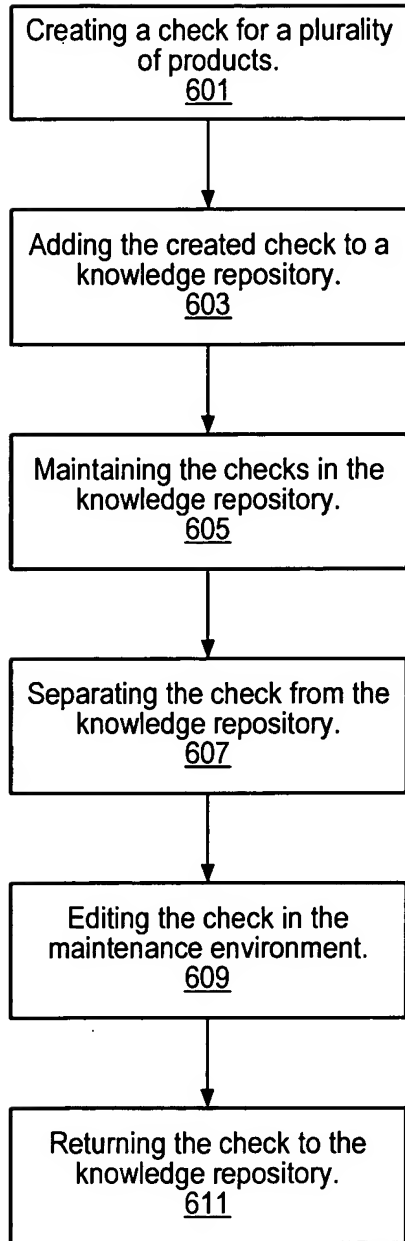 Creating a check for a plurality
of products.
601
Adding the created check to a
knowledge repository.
603
Maintaining the checks in the
knowledge repository.
605
Separating the check from the
knowledge repository.
607
Editing the check in the
maintenance environment.
609
Returning the check to the
knowledge repository.
611